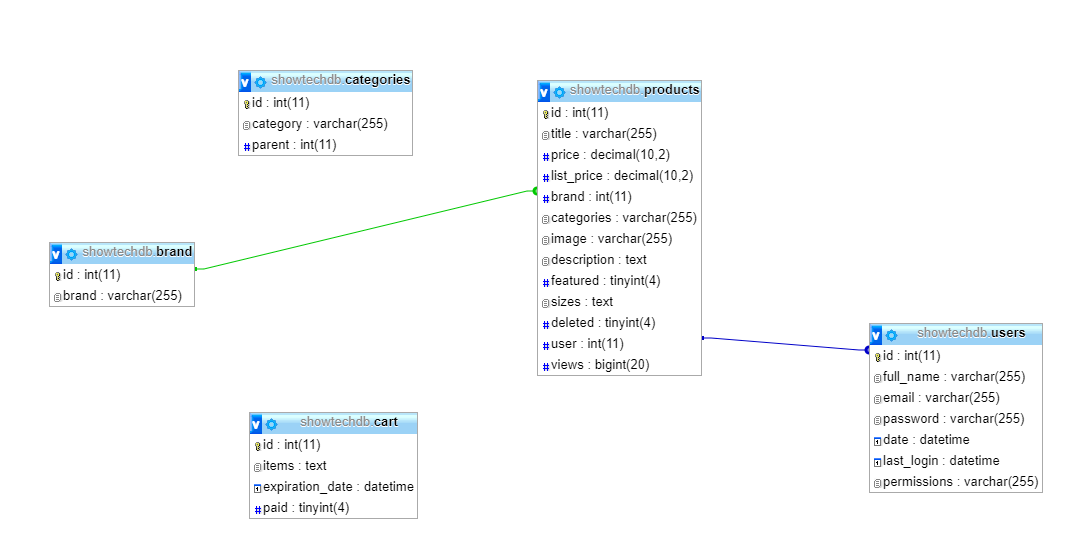 showtechdb.categories
id : int(11)
category : varchar(255)
parent : int(11)
showtechdb.products
id : int(11)
title : varchar(255)
price : decimal(10,2)
list_price : decimal(10,2)
brand : int(11)
categories : varchar(255)
image : varchar(255)
description : text
featured : tinyint(4)
sizes : text
deleted : tinyint(4)
user : int(11)
views : bigint(20)
showtechdb.brand
id : int(11)
brand : varchar(255)
showtechdb.users
id : int(11)
full_name : varchar(255)
email : varchar(255)
password : varchar(255)
date : datetime
last_login : datetime
permissions : varchar(255)
showtechdb.cart
id : int(11)
items : text
expiration_date : datetime
paid : tinyint(4)